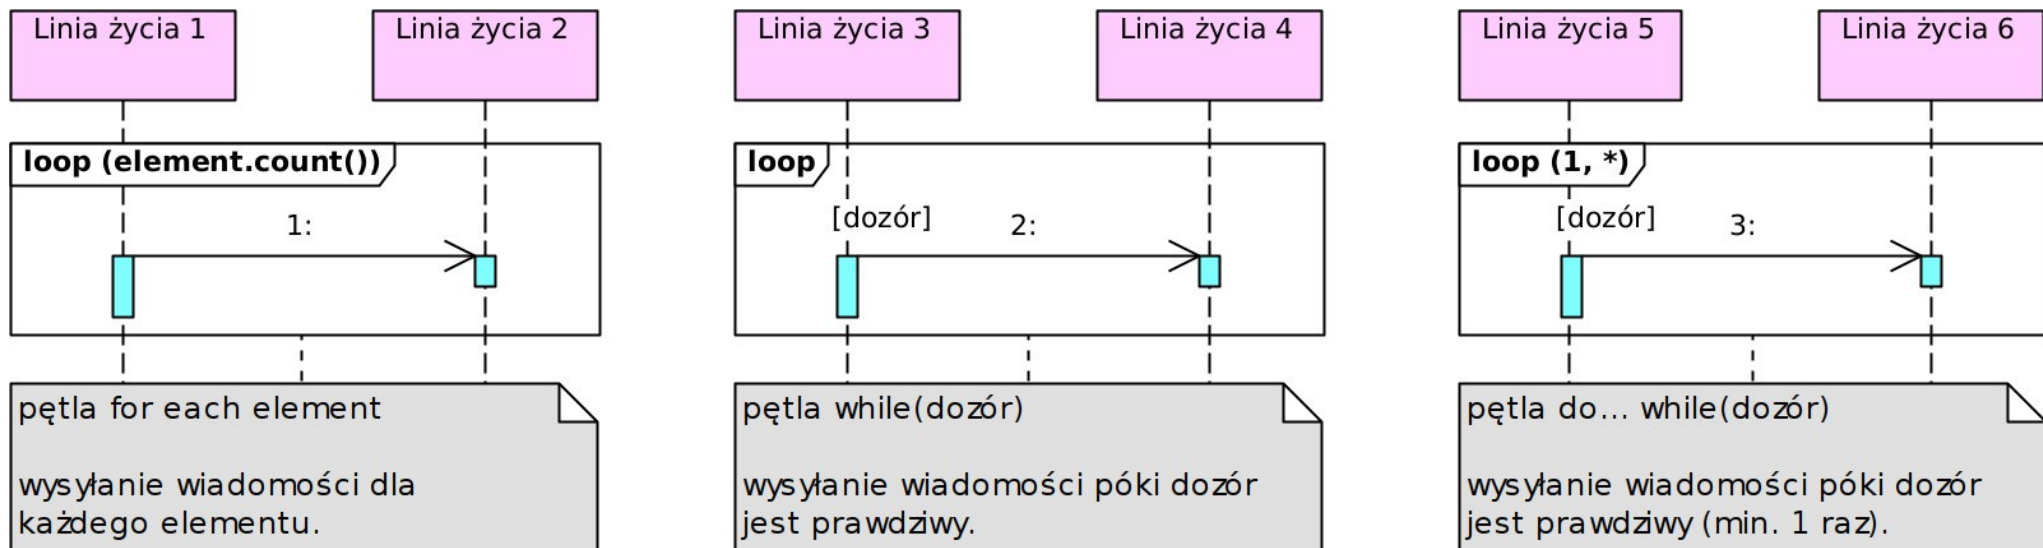 Linia życia 1
Linia życia 2
loop (element.count())
1:
pętla for each element
wysyłanie wiadomości dla
każdego elementu.
Linia życia 3
Linia życia 4
loop
[dozór]
2:
pętla while(dozór)
wysyłanie wiadomości póki dozór
jest prawdziwy.
Linia życia 5
Linia życia 6
loop (1, *)
[dozór]
3:
pętla do... while(dozór)
wysyłanie wiadomości póki dozór
jest prawdziwy (min. 1 raz).